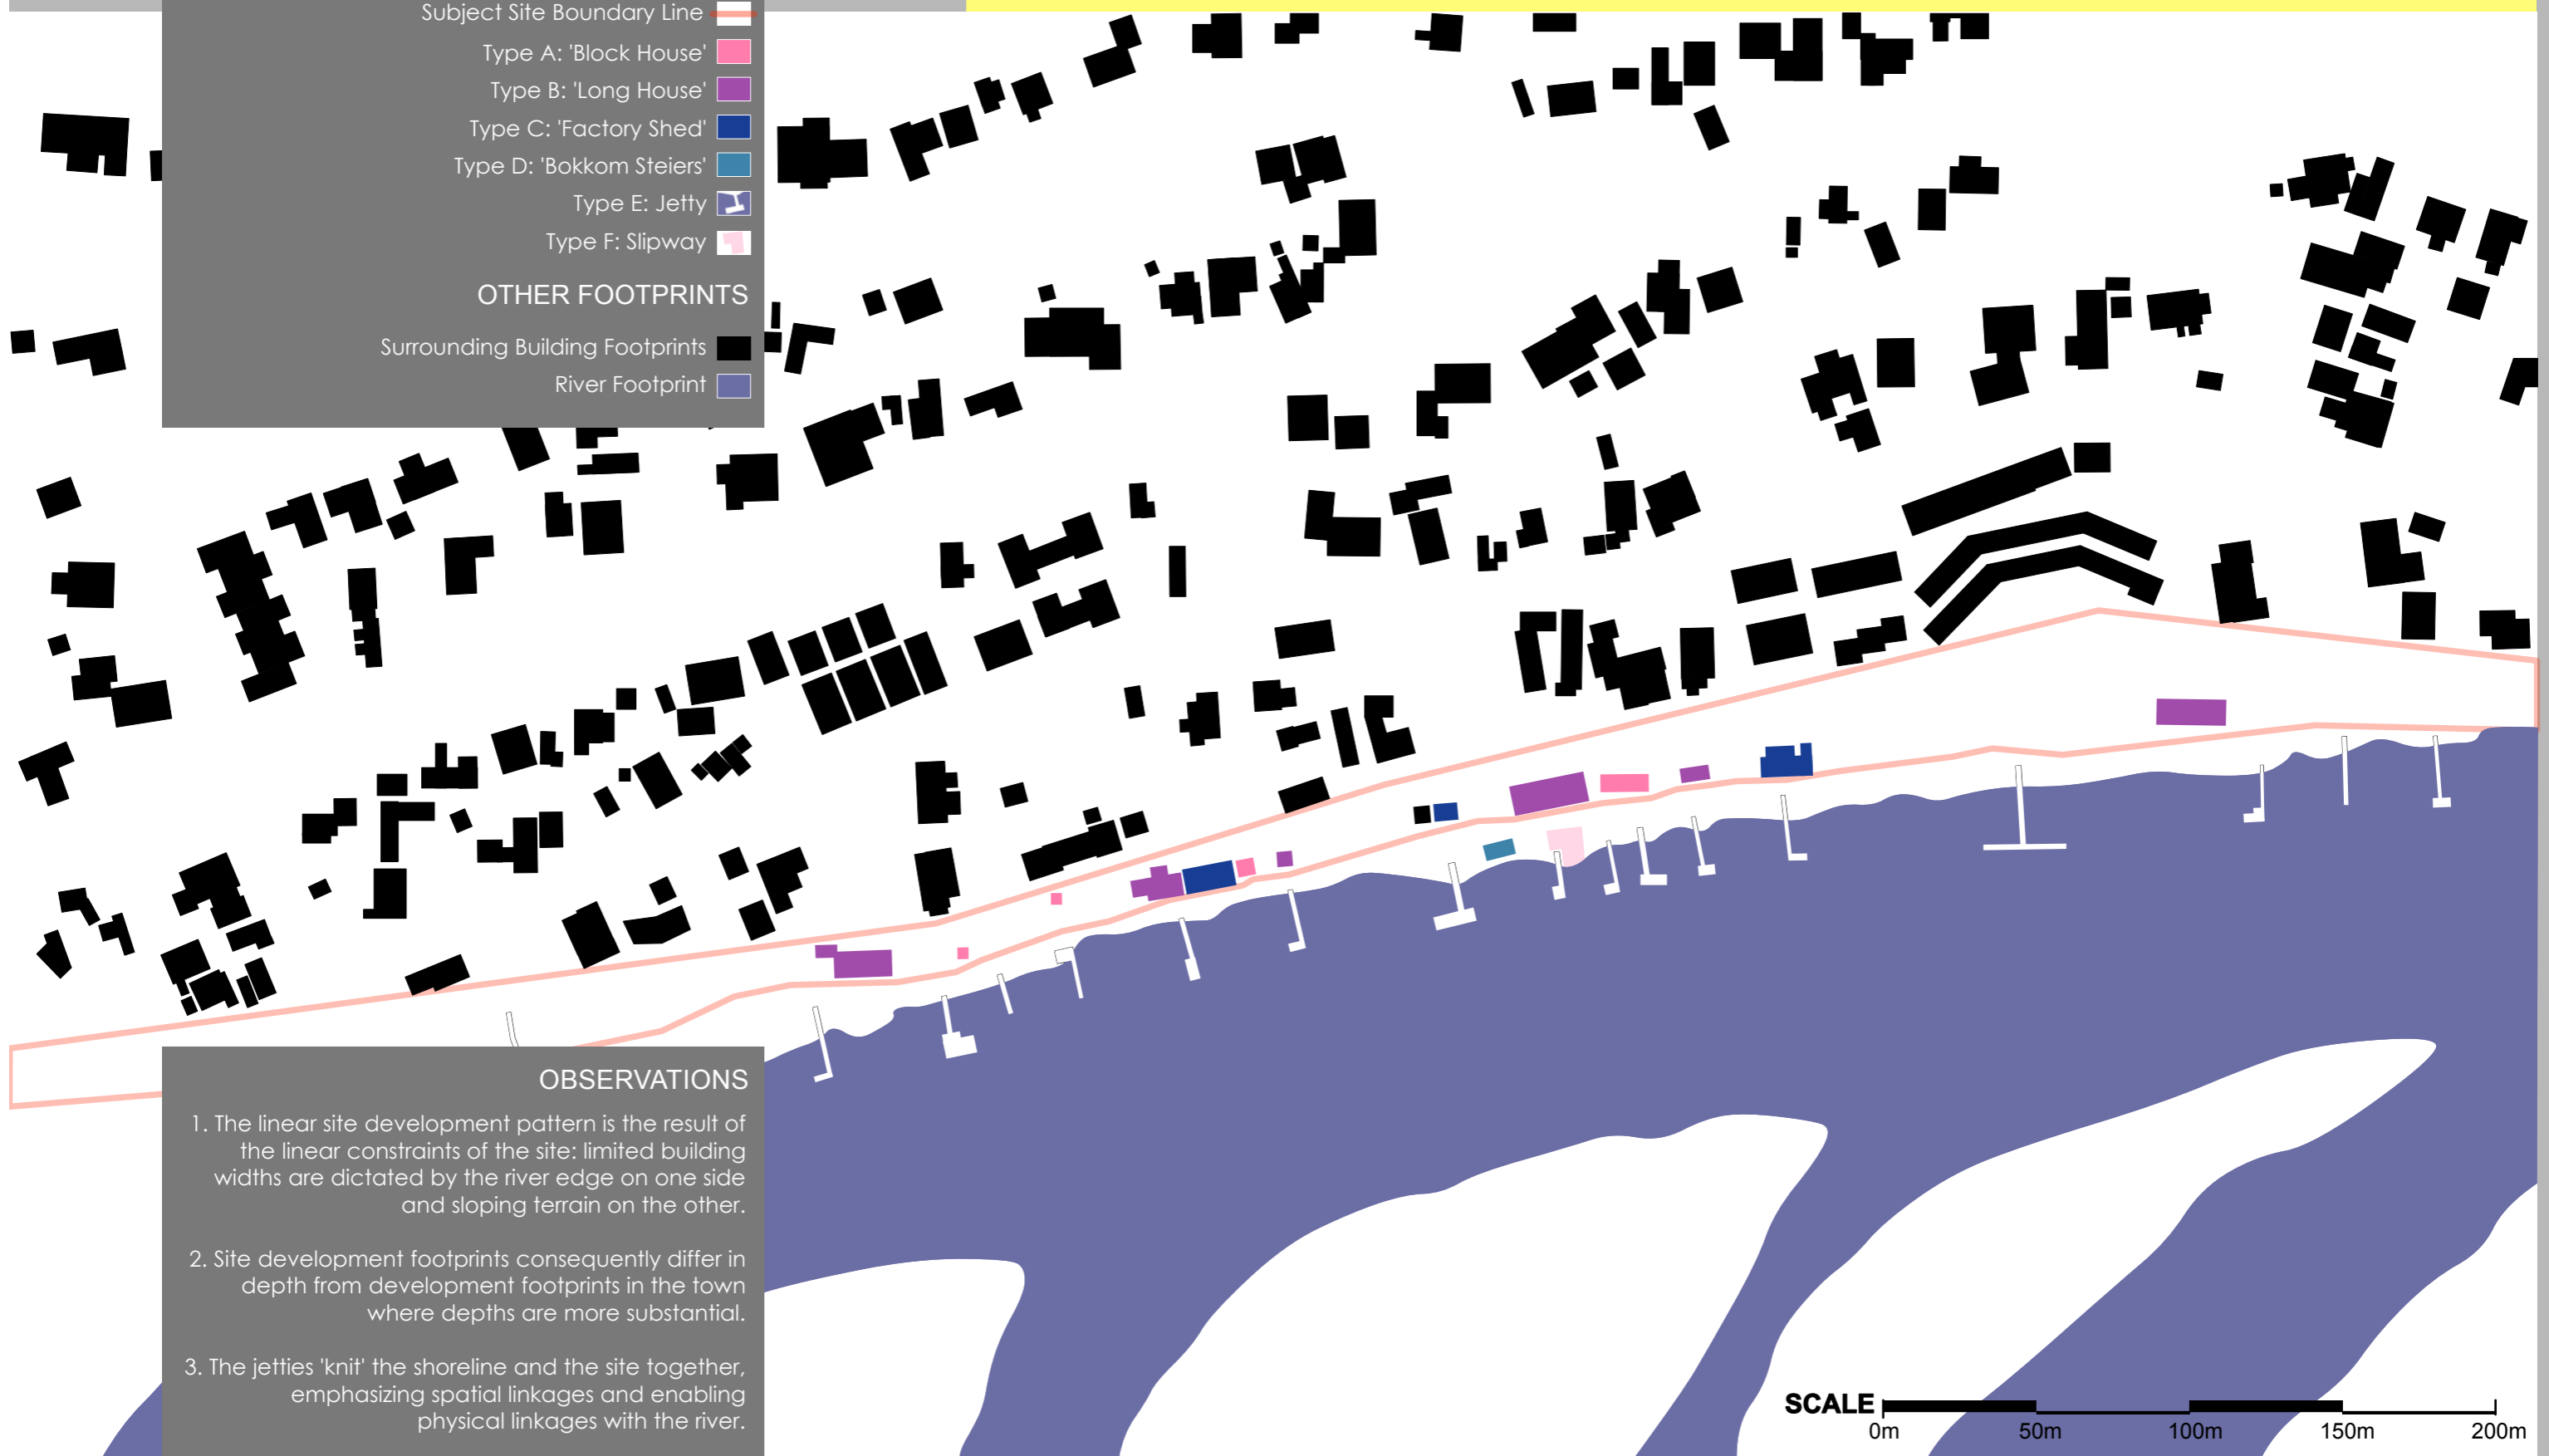 Subject Site Boundary Line
Type A: 'Block House'
Type B: 'Long House'
Type C: 'Factory Shed'
Type D: 'Bokkom Steiers'
Type E: Jetty
Type F: Slipway
OTHER FOOTPRINTS
Surrounding Building Footprints
River Footprint
OBSERVATIONS
1. The linear site development pattern is the result of
the linear constraints of the site: limited building
widths are dictated by the river edge on one side
and sloping terrain on the other.
2. Site development footprints consequently differ in
depth from development footprints in the town
where depths are more substantial.
3. The jetties 'knit' the shoreline and the site together,
emphasizing spatial linkages and enabling
physical linkages with the river.
SCALE
0m 50m 100m 150m 200m